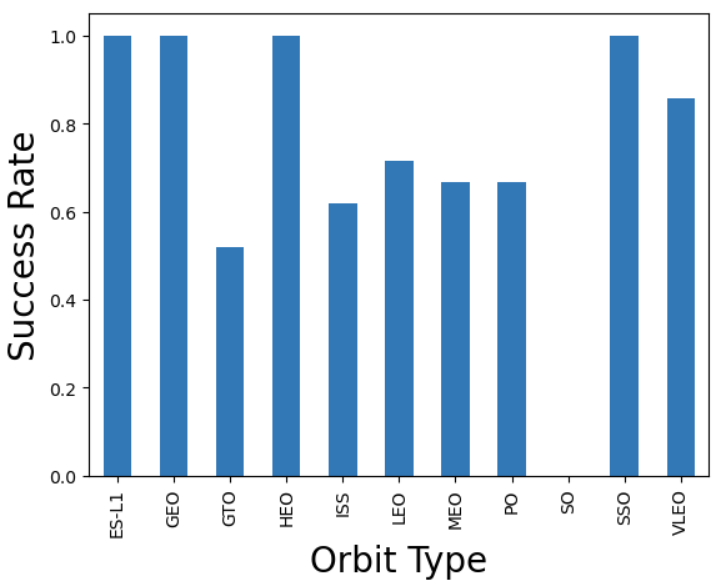 Success Rate
1.0
0.8
0.6
0.4
0.2
0.0
ES-L1
GEO
GTO
HEO
ISS
LEO
MEO
PO
SO
SSO
VLEO
Orbit Type